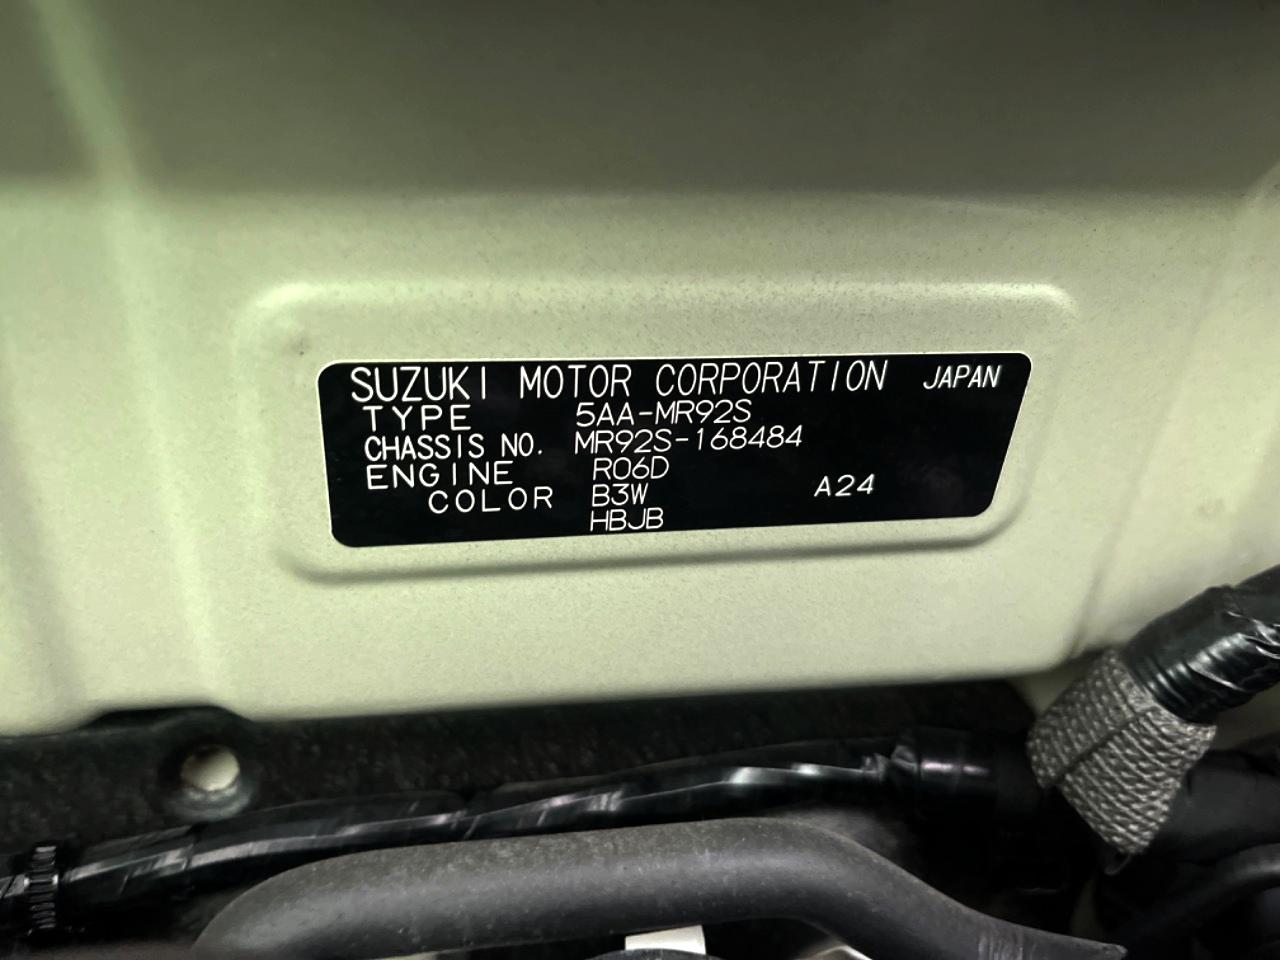 SUZUKI MOTOR CORPORATION JAPAN
TYPE 5AA-MR92S
CHASSIS NO. MR92S-168484
ENGINE R06D
COLOR B3W A24
HBJB